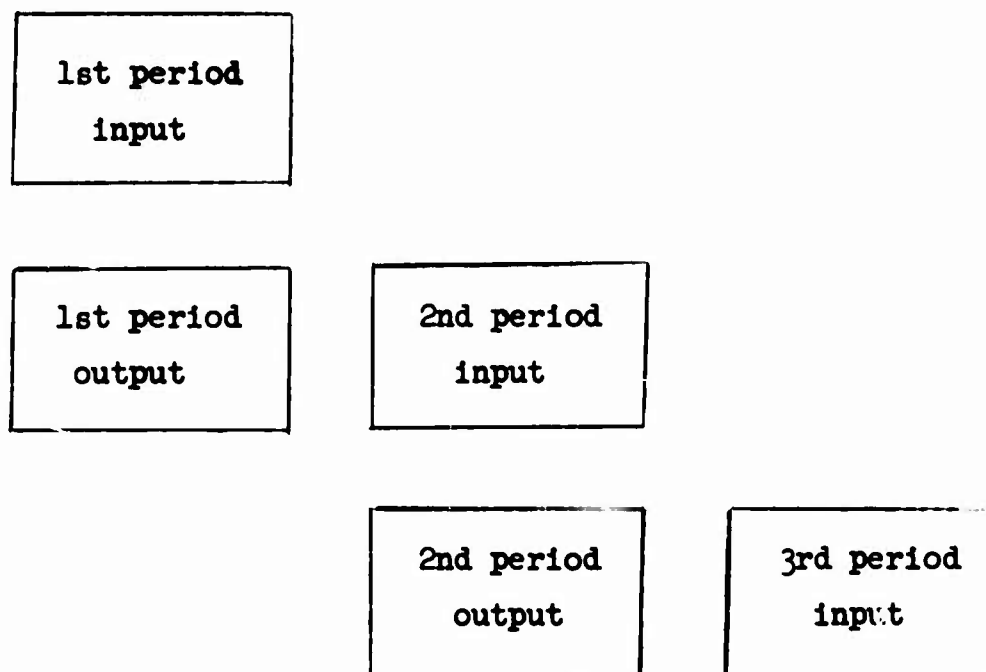 1st period
input
1st period
output
2nd period
input
2nd period
output
3rd period
input